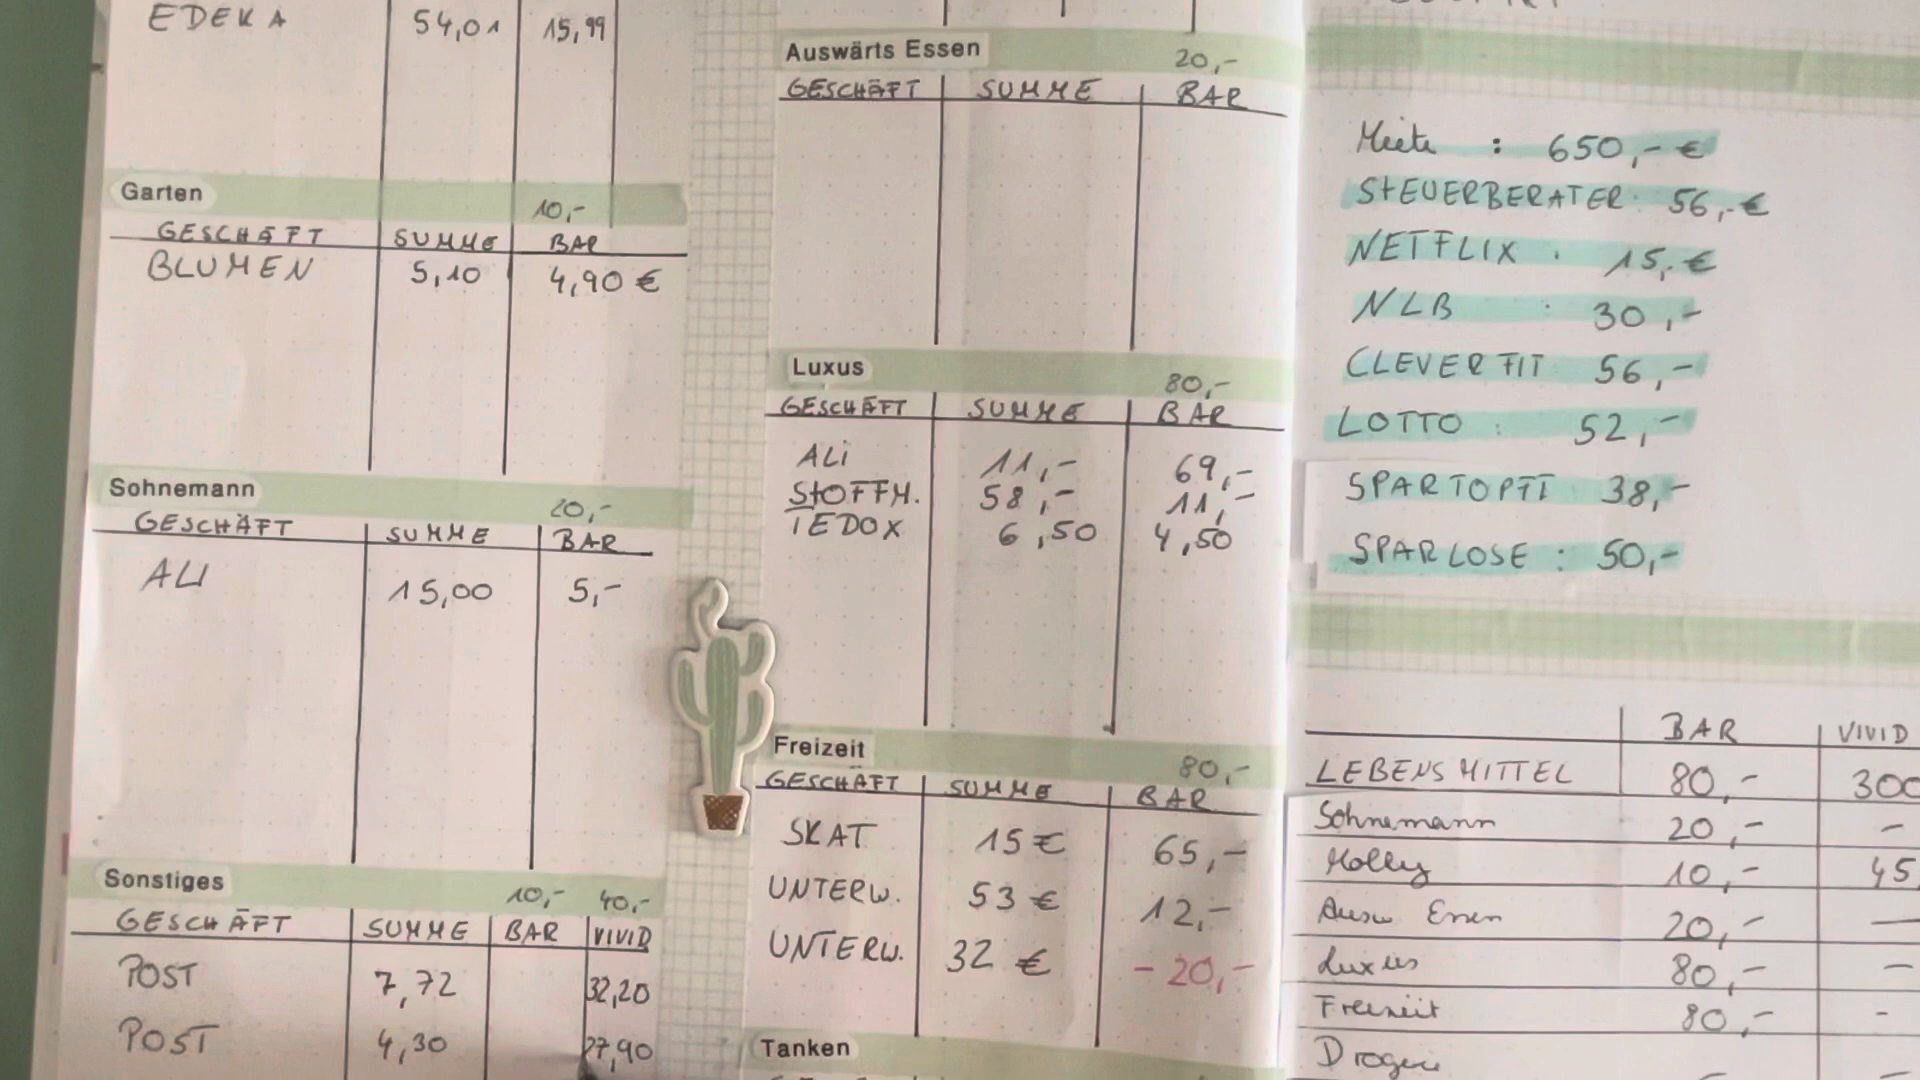 EDEKA 54,01 15,99
Garten 10,-
GESCHÄFT SUMME BAR
BLUMEN 5,10 4,90 €
Sohnemann 20,-
GESCHÄFT SUMME BAR
ALI 15,00 5,-
Sonstiges 10,- 40,-
GESCHÄFT SUMME BAR VIVID
POST 7,72 32,20
POST 4,30 27,90
Auswärts Essen 20,-
GESCHÄFT SUMME BAR
Luxus 80,-
GESCHÄFT SUMME BAR
ALI 11,- 69,-
STOFFH. 58,- 11,-
TEDOX 6,50 4,50
Freizeit 80,-
GESCHÄFT SUMME BAR
SKAT 15 € 65,-
UNTERW. 53 € 12,-
UNTERW. 32 € -20,-
Tanken
Miete : 650,- €
STEUERBERATER: 56,- €
NETFLIX : 15,- €
NLB : 30,-
CLEVER FIT 56,-
LOTTO : 52,-
SPARTOPF 38,-
SPARLOSE : 50,-
BAR VIVID
LEBENSMITTEL 80,- 300
Sohnemann 20,- -
Molly 10,- 45,
Ausw Essen 20,- -
Luxus 80,- -
Freizeit 80,- -
Drogerie